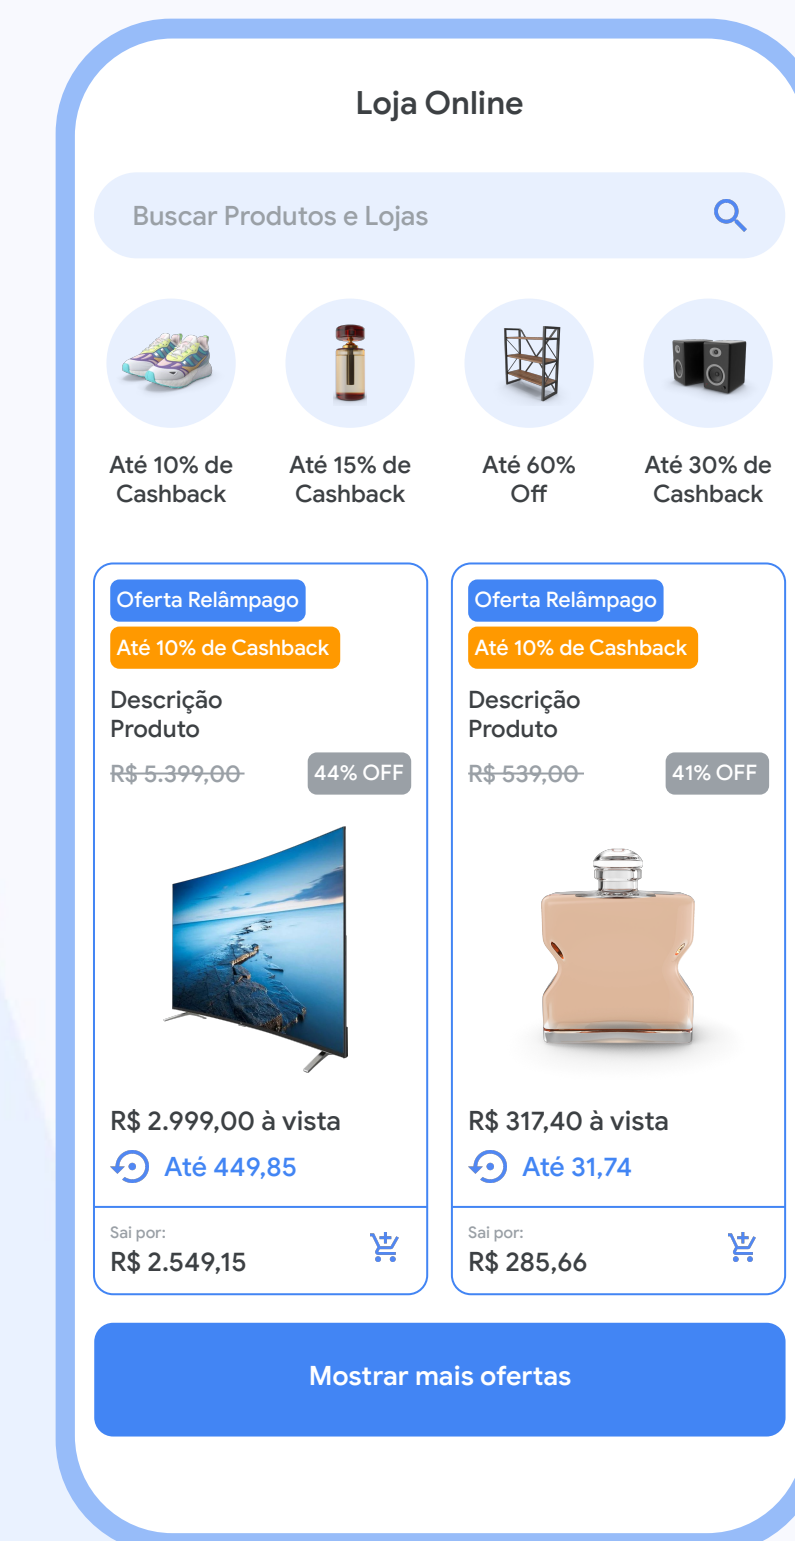 Loja Online
Buscar Produtos e Lojas
Até 10% de
Cashback
Até 15% de
Cashback
Até 60%
Off
Até 30% de
Cashback
Oferta Relâmpago
Até 10% de Cashback
Descrição
Produto
R$ 5.399,00
44% OFF
R$ 2.999,00 à vista
Até 449,85
Sai por:
R$ 2.549,15
Oferta Relâmpago
Até 10% de Cashback
Descrição
Produto
R$ 539,00
41% OFF
R$ 317,40 à vista
Até 31,74
Sai por:
R$ 285,66
Mostrar mais ofertas